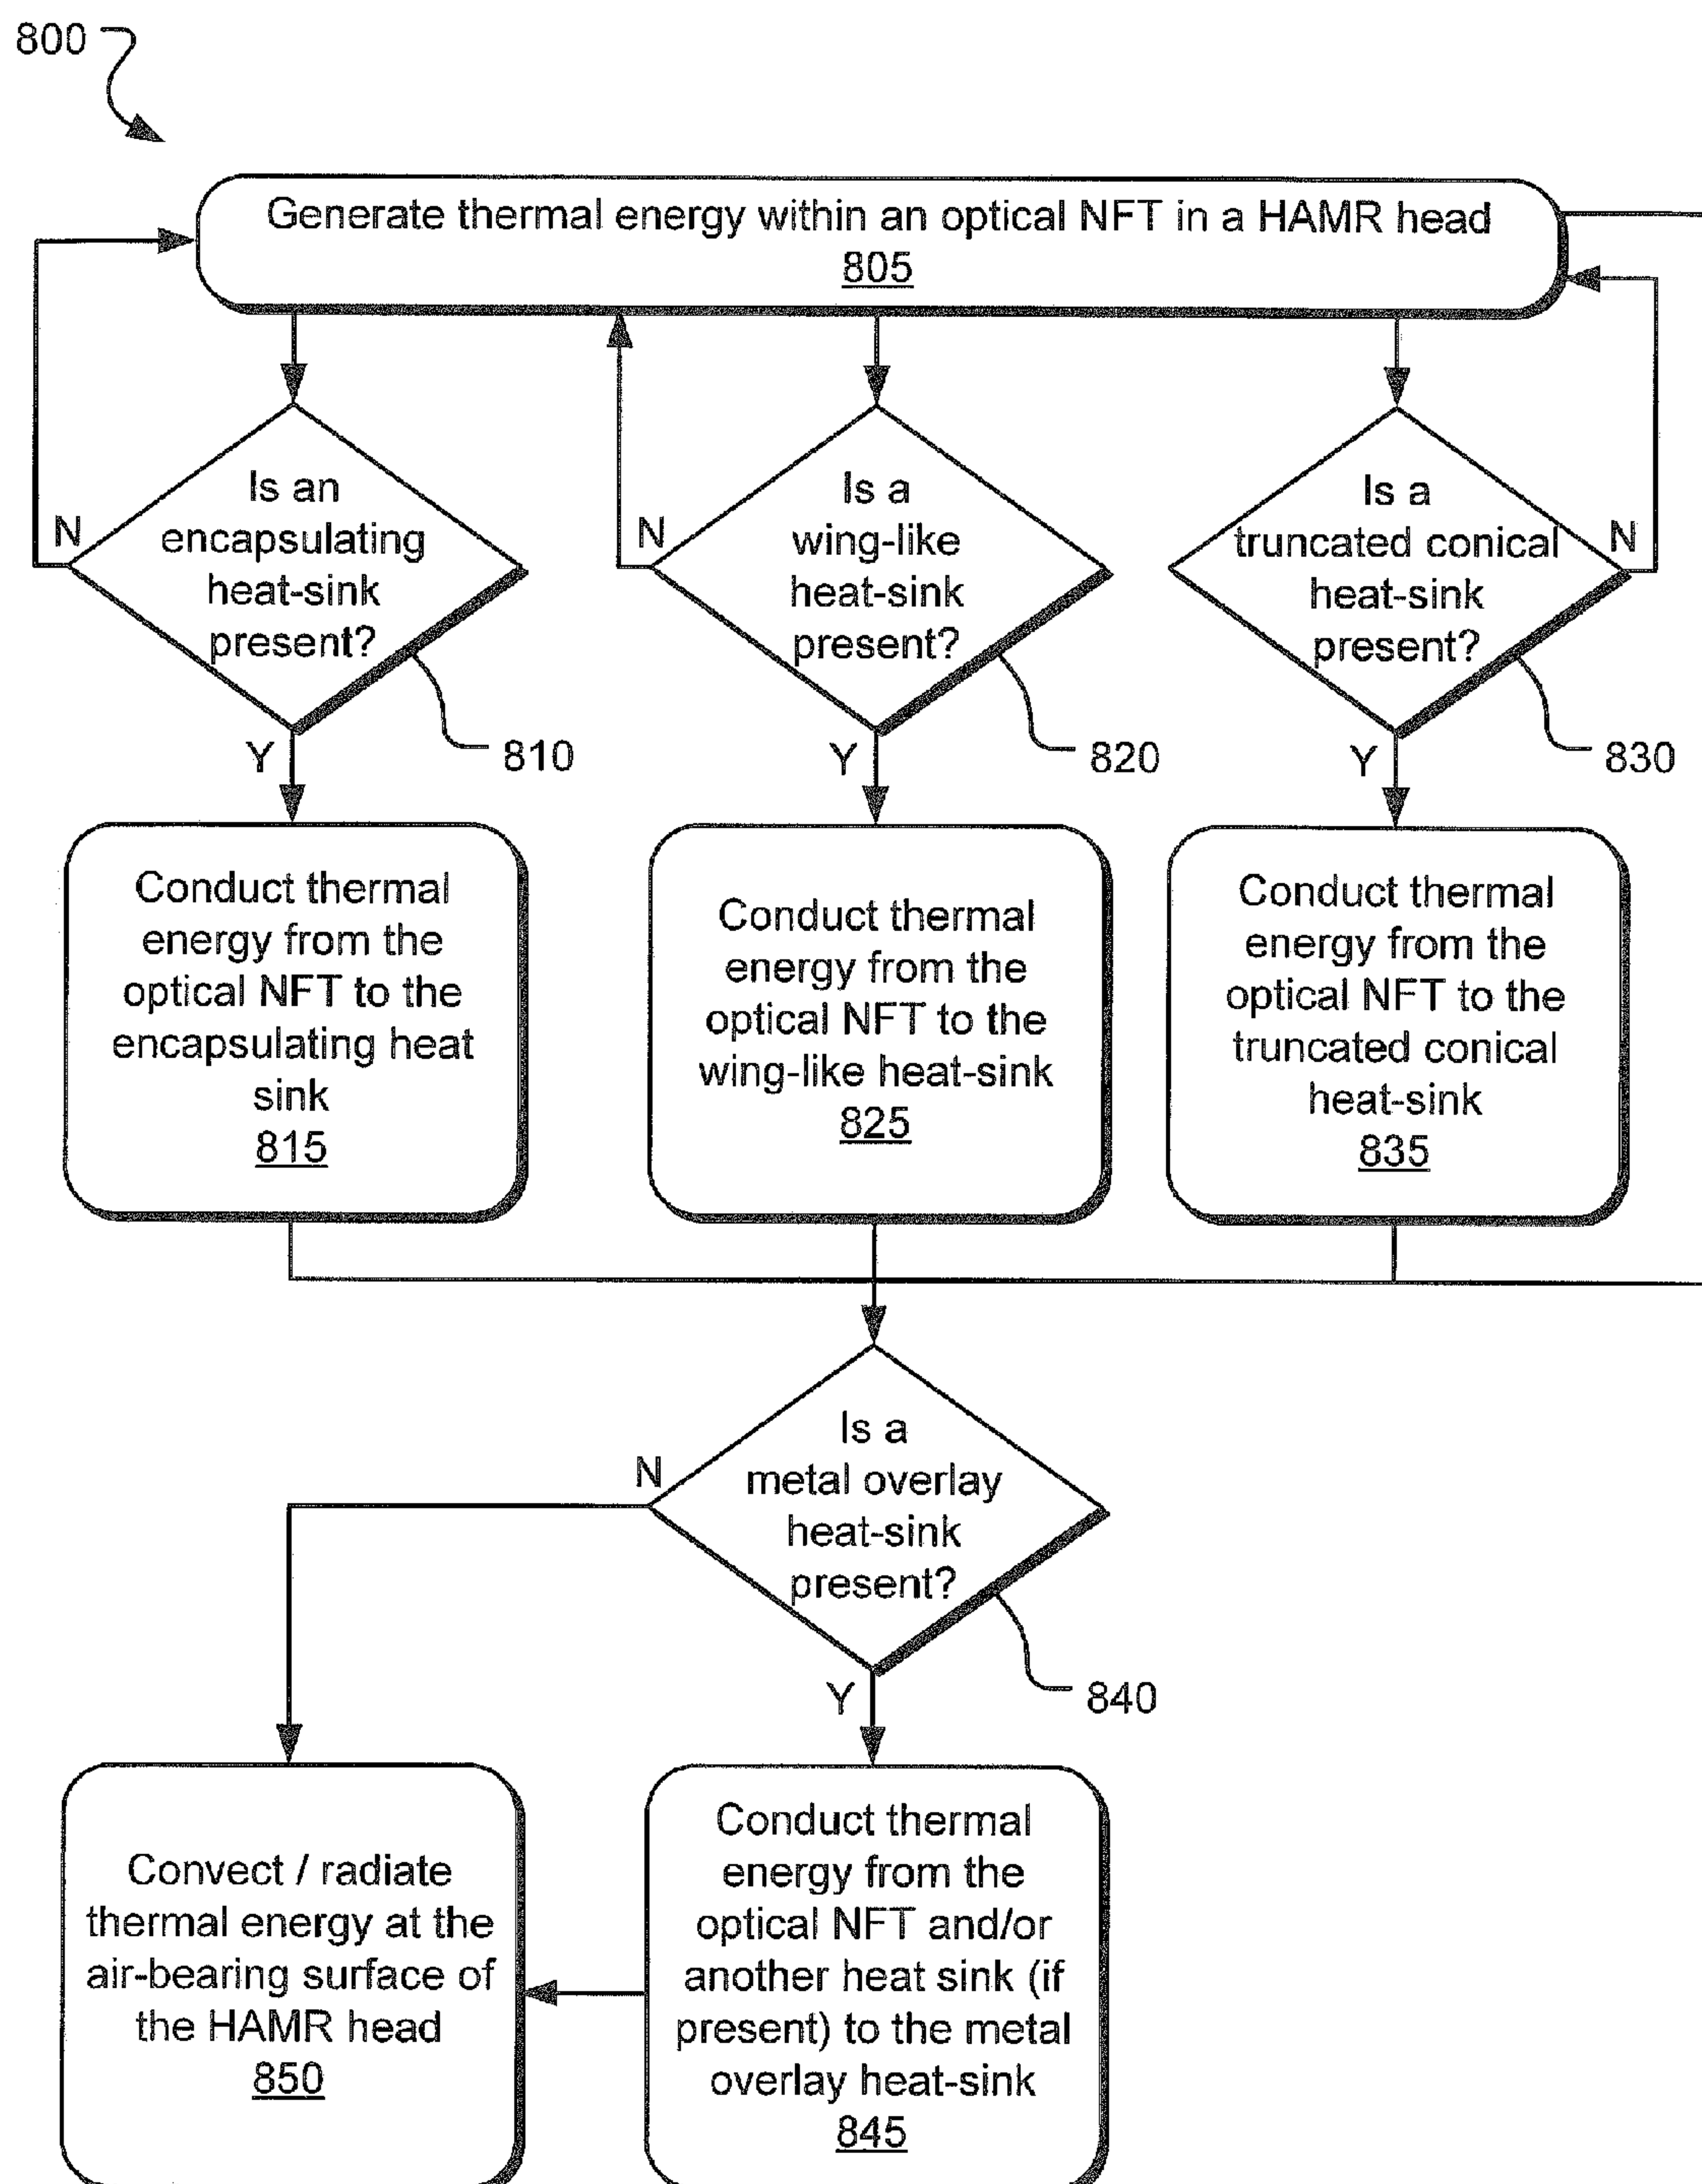 800
Generate thermal energy within an optical NFT in a HAMR head
805
Is an
encapsulating
heat-sink
present?
N
Y
810
Is a
wing-like
heat-sink
present?
N
Y
820
Is a
truncated conical
heat-sink
present?
N
Y
830
Conduct thermal
energy from the
optical NFT to the
encapsulating heat
sink
815
Conduct thermal
energy from the
optical NFT to the
wing-like heat-sink
825
Conduct thermal
energy from the
optical NFT to the
truncated conical
heat-sink
835
Is a
metal overlay
heat-sink
present?
N
Y
840
Convect / radiate
thermal energy at the
air-bearing surface of
the HAMR head
850
Conduct thermal
energy from the
optical NFT and/or
another heat sink (if
present) to the metal
overlay heat-sink
845